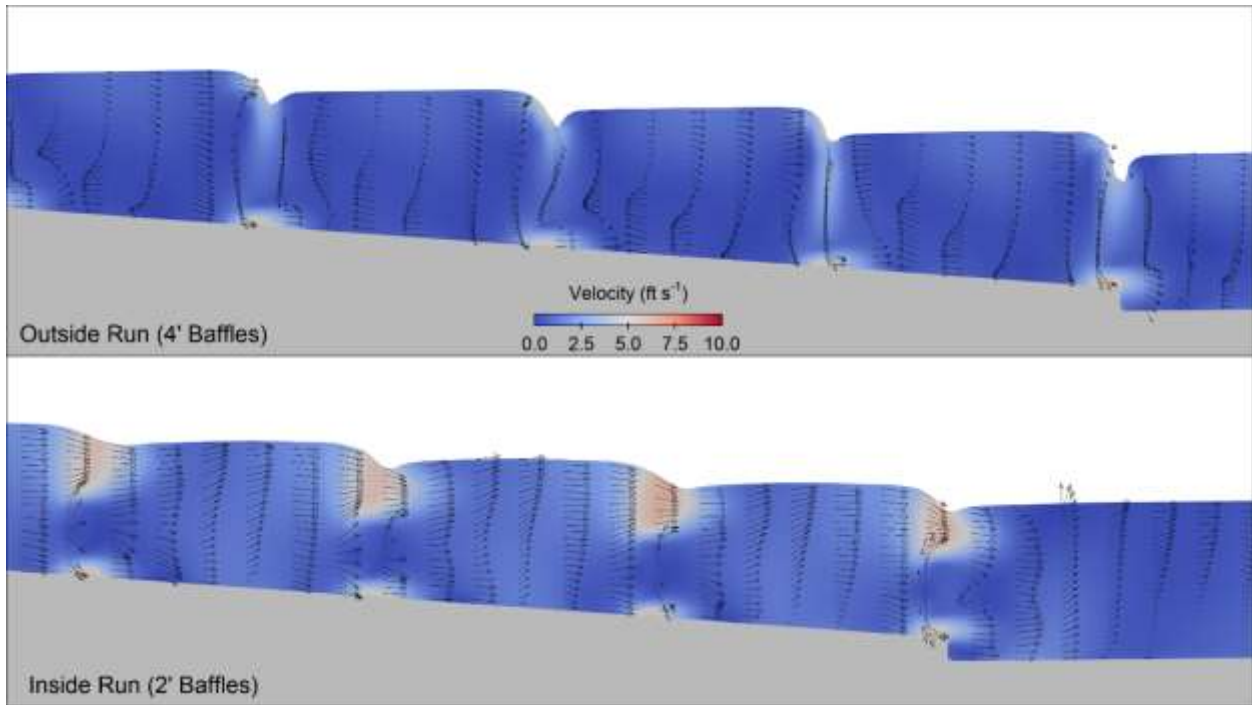 Velocity (ft s⁻¹)
0.0 2.5 5.0 7.5 10.0
Outside Run (4' Baffles)
Inside Run (2' Baffles)